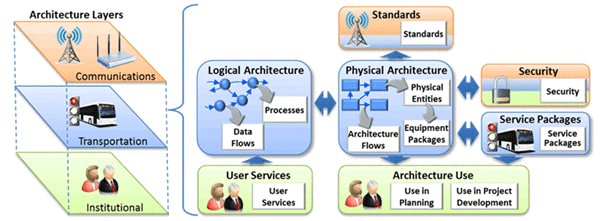 Architecture Layers
Communications
Transportation
Institutional
Logical Architecture
Processes
Data
Flows
User Services
User
Services
Standards
Standards
Physical Architecture
Physical
Entities
Architecture
Flows
Equipment
Packages
Security
Security
Service Packages
Service
Packages
Architecture Use
Use in
Planning
Use in Project
Development